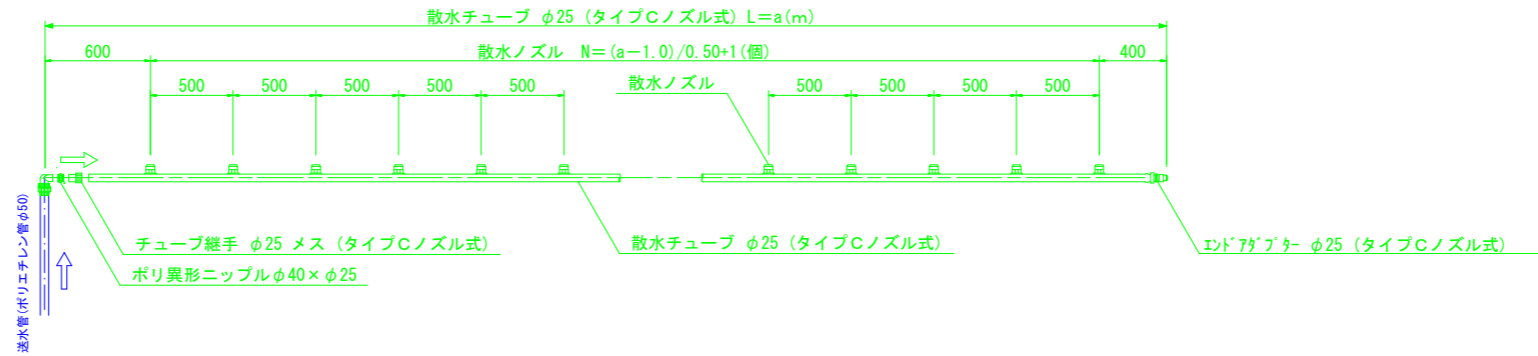 散水チューブ φ25 (タイプCノズル式) L=a(m)
600
散水ノズル N=(a-1.0)/0.50+1(個)
400
500
500
500
500
500
散水ノズル
500
500
500
500
チューブ継手 φ25 メス (タイプCノズル式)
散水チューブ φ25 (タイプCノズル式)
エンドアダプター φ25 (タイプCノズル式)
ポリ異形ニップルφ40×φ25
送水管(ポリエチレン管φ50)